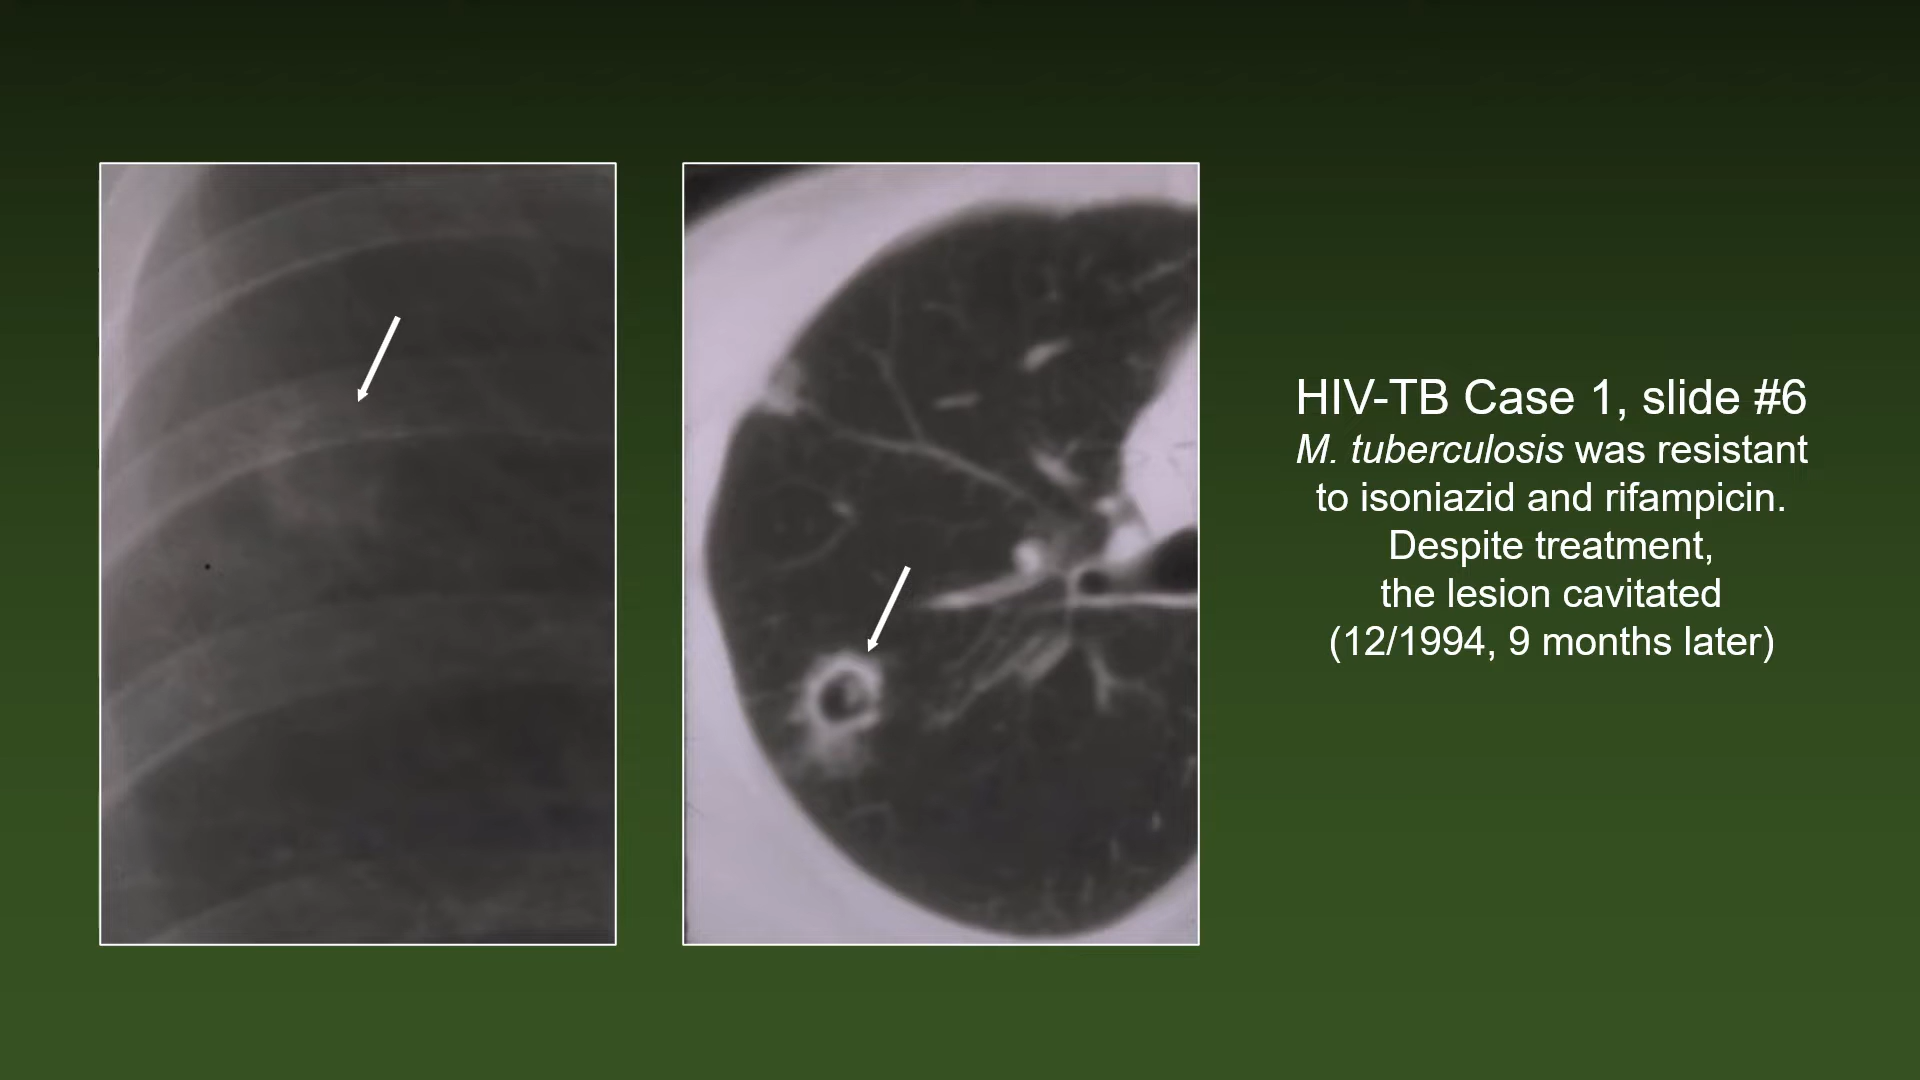 HIV-TB Case 1, slide #6
M. tuberculosis was resistant
to isoniazid and rifampicin.
Despite treatment,
the lesion cavitated
(12/1994, 9 months later)